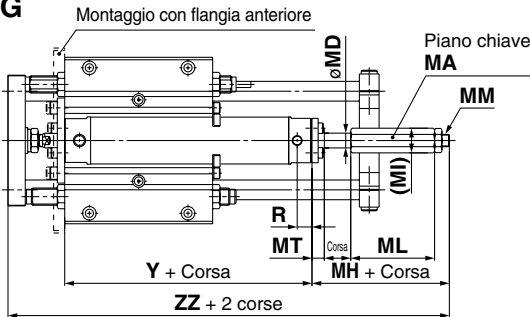 G
Montaggio con flangia anteriore
øMD
Piano chiave
MA
MM
(MI)
R
MT
Corsa
ML
Y + Corsa
MH + Corsa
ZZ + 2 corse